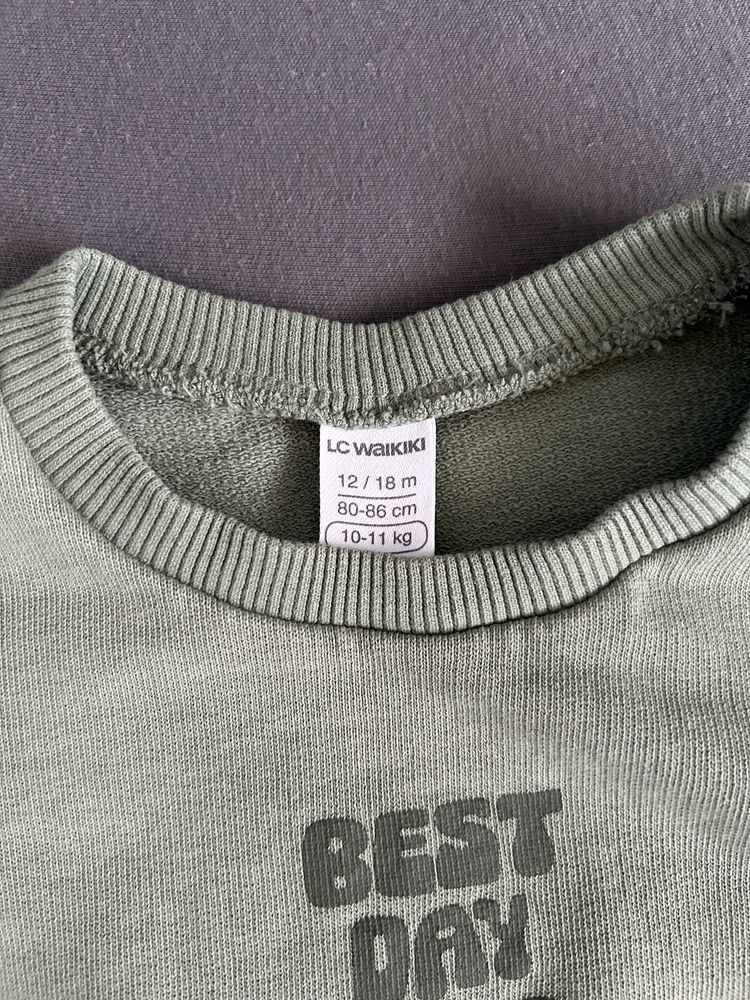 LC WAIKIKI
12 / 18 m
80-86 cm
10-11 kg
BEST
DAY